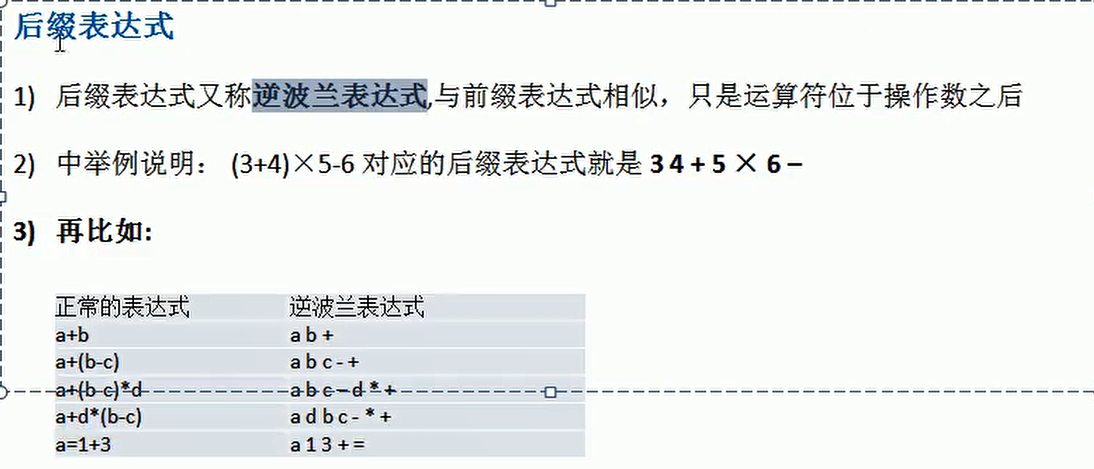 后缀表达式
1) 后缀表达式又称逆波兰表达式,与前缀表达式相似，只是运算符位于操作数之后
2) 中举例说明： (3+4)×5-6 对应的后缀表达式就是 3 4 + 5 × 6 –
3) 再比如:
正常的表达式 逆波兰表达式
a+b a b +
a+(b-c) a b c - +
a+(b-c)*d a b c – d * +
a+d*(b-c) a d b c - * +
a=1+3 a 1 3 + =